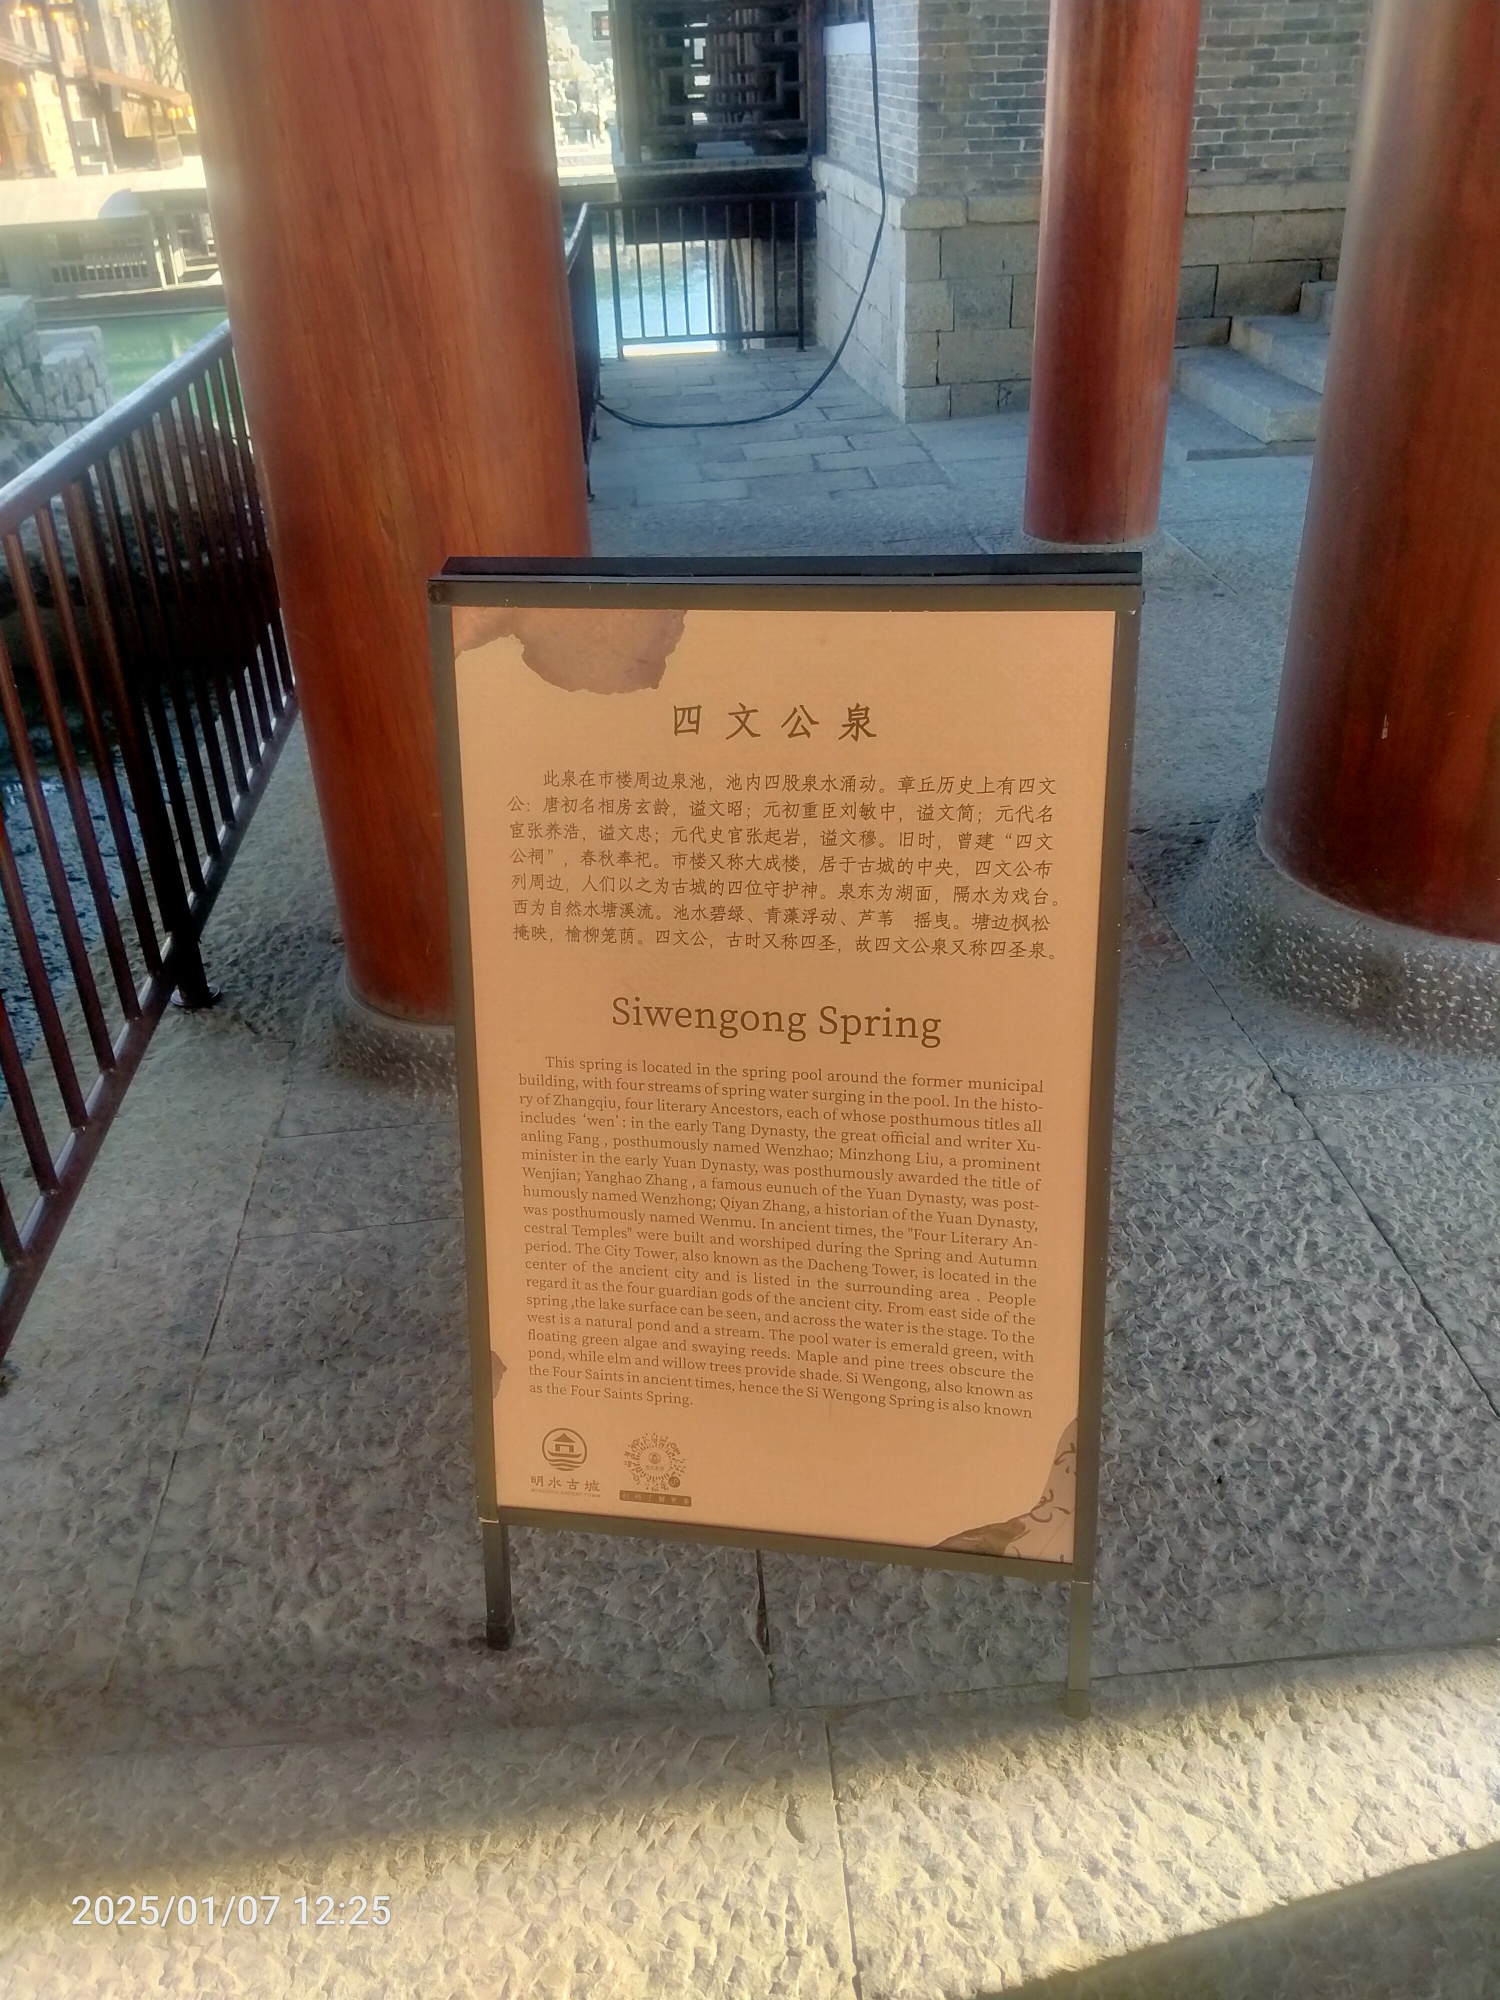 四文公泉
此泉在市楼周边泉池，池内四股泉水涌动。章丘历史上有四文
公：唐初名相房玄龄，谥文昭；元初重臣刘敏中，谥文简；元代名
宦张养浩，谥文忠；元代史官张起岩，谥文穆。旧时，曾建“四文
公祠”，春秋奉祀。市楼又称大成楼，居于古城的中央，四文公布
列周边，人们以之为古城的四位守护神。泉东为湖面，隔水为戏台。
西为自然水塘溪流。池水碧绿、青藻浮动、芦苇 摇曳。塘边枫松
掩映，榆柳笼荫。四文公，古时又称四圣，故四文公泉又称四圣泉。
Siwengong Spring
This spring is located in the spring pool around the former municipal
building, with four streams of spring water surging in the pool. In the histo-
ry of Zhangqiu, four literary Ancestors, each of whose posthumous titles all
includes ‘wen’: in the early Tang Dynasty, the great official and writer Xu-
anling Fang , posthumously named Wenzhao; Minzhong Liu, a prominent
minister in the early Yuan Dynasty, was posthumously awarded the title of
Wenjian; Yanghao Zhang , a famous eunuch of the Yuan Dynasty, was post-
humously named Wenzhong; Qiyan Zhang, a historian of the Yuan Dynasty,
was posthumously named Wenmu. In ancient times, the "Four Literary An-
cestral Temples" were built and worshiped during the Spring and Autumn
period. The City Tower, also known as the Dacheng Tower, is located in the
center of the ancient city and is listed in the surrounding area . People
regard it as the four guardian gods of the ancient city. From east side of the
spring ,the lake surface can be seen, and across the water is the stage. To the
west is a natural pond and a stream. The pool water is emerald green, with
floating green algae and swaying reeds. Maple and pine trees obscure the
pond, while elm and willow trees provide shade. Si Wengong, also known as
the Four Saints in ancient times, hence the Si Wengong Spring is also known
as the Four Saints Spring.
明水古城
2025/01/07 12:25